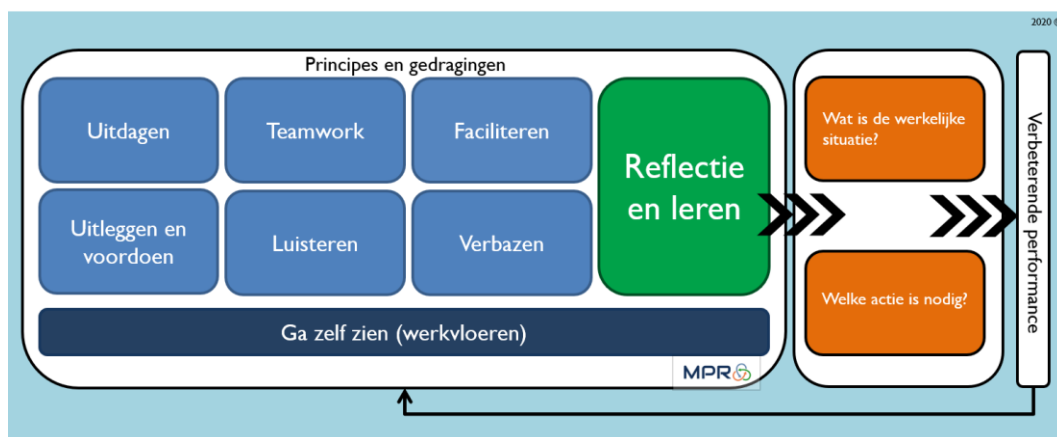 2020 ©
Principes en gedragingen
Uitdagen
Teamwork
Faciliteren
Uitleggen en
voordoen
Luisteren
Verbazen
Reflectie
en leren
Ga zelf zien (werkvloeren)
MPR
Wat is de werkelijke
situatie?
Welke actie is nodig?
Verbeterende performance